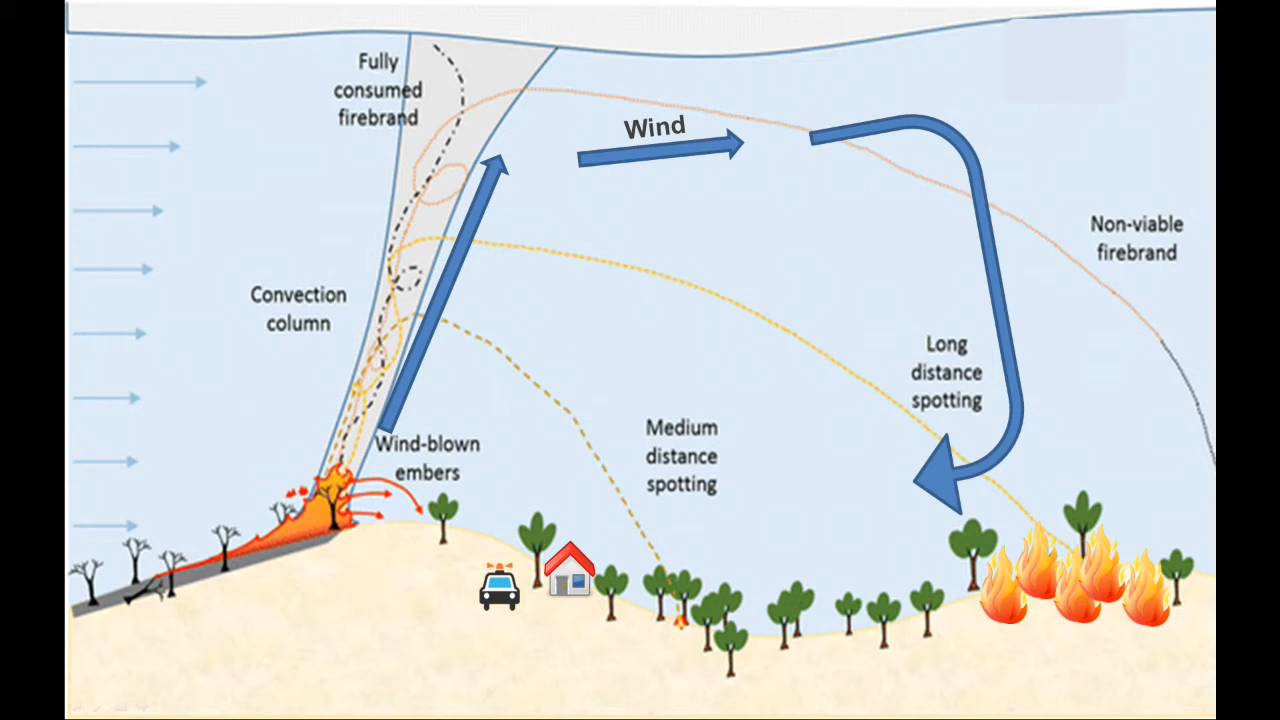 Fully
consumed
firebrand
Wind
Non-viable
firebrand
Convection
column
Long
distance
spotting
Wind-blown
embers
Medium
distance
spotting